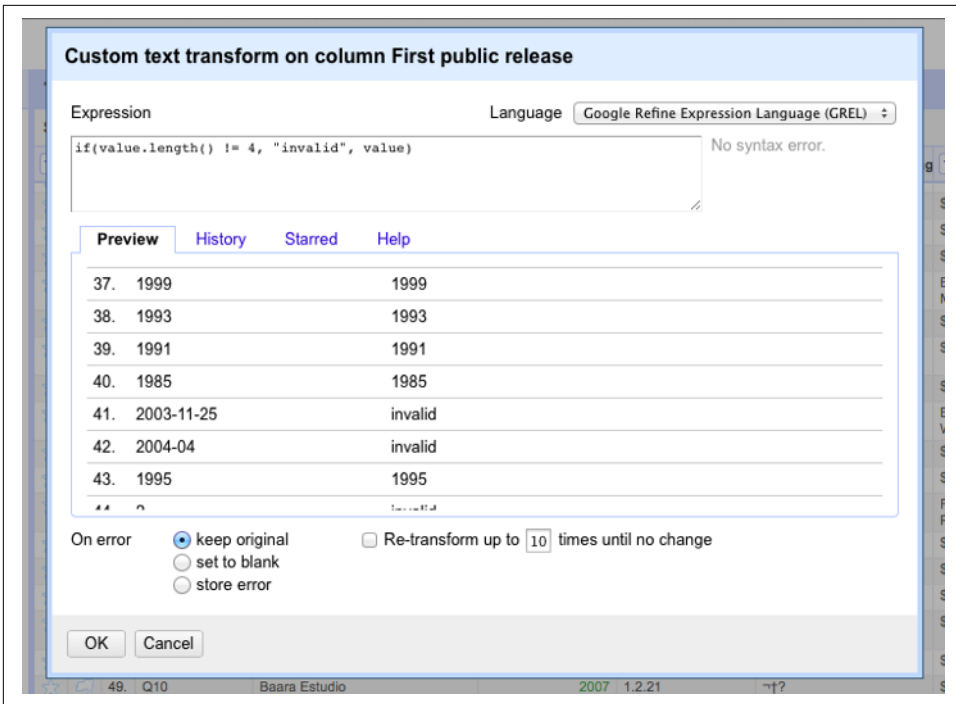 Custom text transform on column First public release
Expression
Language Google Refine Expression Language (GREL)
if(value.length() != 4, "invalid", value)
No syntax error.
Preview History Starred Help
37. 1999 1999
38. 1993 1993
39. 1991 1991
40. 1985 1985
41. 2003-11-25 invalid
42. 2004-04 invalid
43. 1995 1995
On error
keep original
Re-transform up to 10 times until no change
set to blank
store error
OK Cancel
49. Q10 Baara Estudio 2007 1.2.21 ¬†?